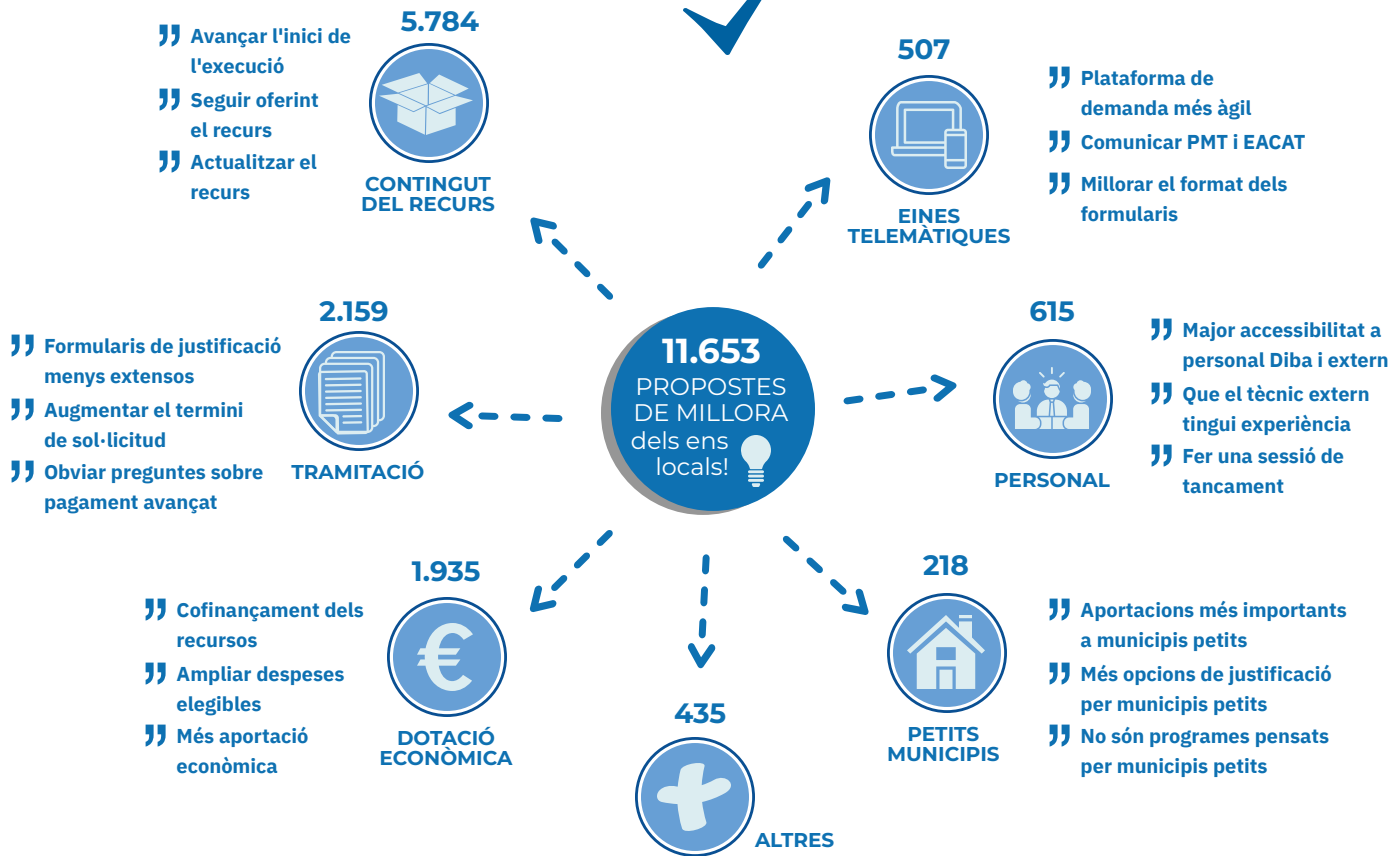 5.784
Avançar l'inici de
l'execució
Seguir oferint
el recurs
Actualitzar el
recurs
CONTINGUT
DEL RECURS
507
Plataforma de
demanda més àgil
Comunicar PMT i EACAT
Millorar el format dels
formularis
EINES
TELEMÀTIQUES
2.159
Formularis de justificació
menys extensos
Augmentar el termini
de sol·licitud
Obviar preguntes sobre
pagament avançat
TRAMITACIÓ
11.653
PROPOSTES
DE MILLORA
dels ens
locals!
615
Major accessibilitat a
personal Diba i extern
Que el tècnic extern
tingui experiència
Fer una sessió de
tancament
PERSONAL
1.935
Cofinançament dels
recursos
Ampliar despeses
elegibles
Més aportació
econòmica
DOTACIÓ
ECONÒMICA
€
435
ALTRES
218
Aportacions més importants
a municipis petits
Més opcions de justificació
per municipis petits
No són programes pensats
per municipis petits
PETITS
MUNICIPIS